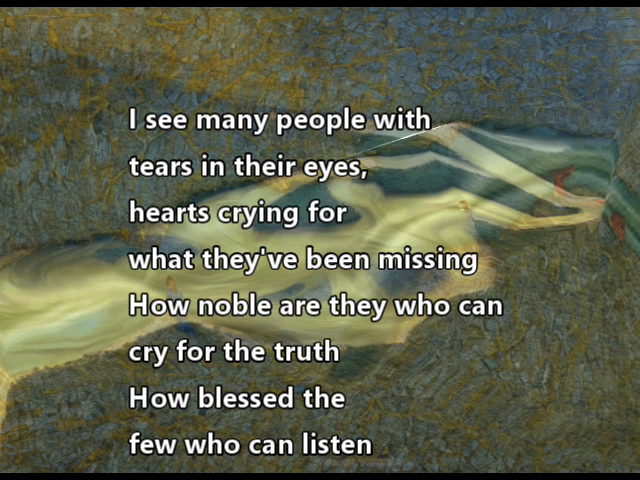 I see many people with
tears in their eyes,
hearts crying for
what they've been missing
How noble are they who can
cry for the truth
How blessed the
few who can listen